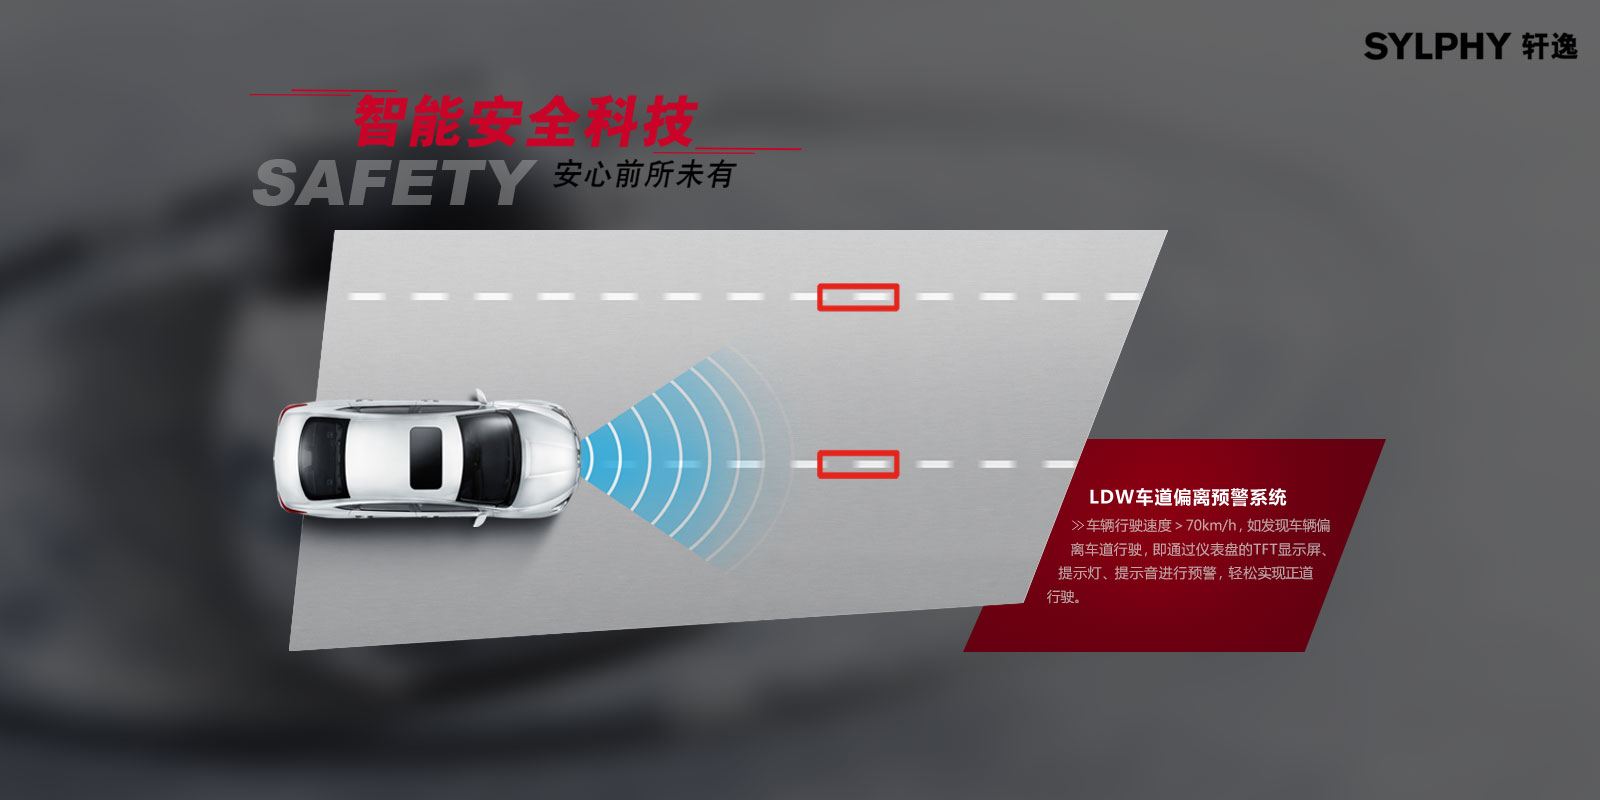 SYLPHY 轩逸
智能安全科技
SAFETY 安心前所未有
LDW车道偏离预警系统
>>车辆行驶速度>70km/h，如发现车辆偏
离车道行驶，即通过仪表盘的TFT显示屏、
提示灯、提示音进行预警，轻松实现正道
行驶。